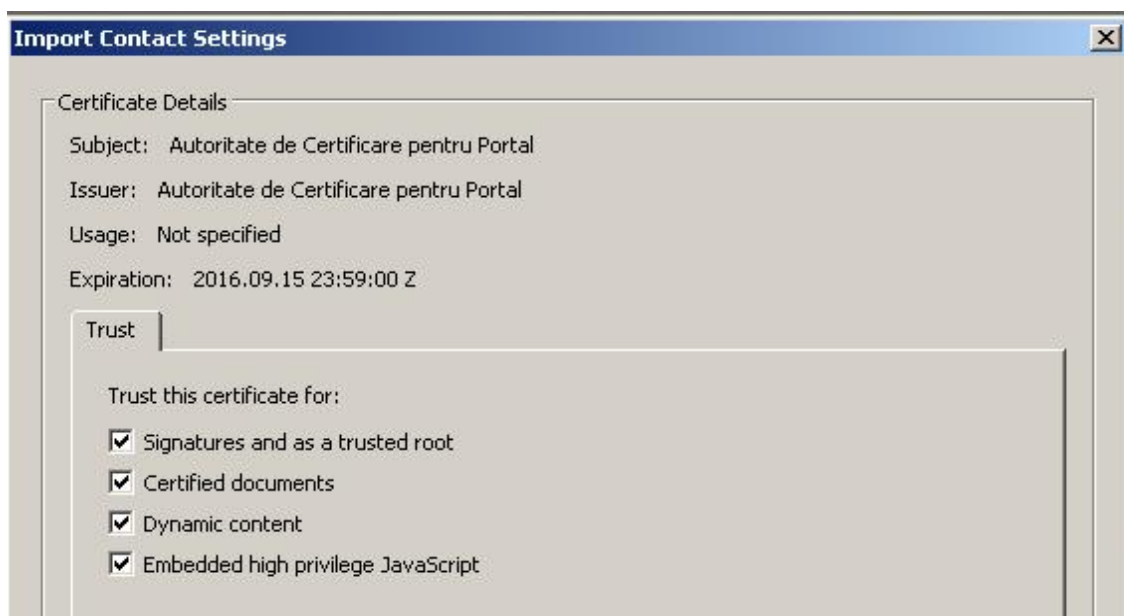 Import Contact Settings
Certificate Details
Subject: Autoritate de Certificare pentru Portal
Issuer: Autoritate de Certificare pentru Portal
Usage: Not specified
Expiration: 2016.09.15 23:59:00 Z
Trust
Trust this certificate for:
Signatures and as a trusted root
Certified documents
Dynamic content
Embedded high privilege JavaScript